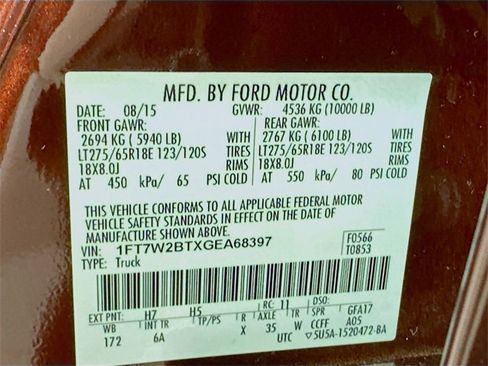 MFD. BY FORD MOTOR CO.
DATE: 08/15 GVWR: 4536 KG (10000 LB)
FRONT GAWR: REAR GAWR:
2694 KG ( 5940 LB) WITH 2767 KG ( 6100 LB) WITH
LT275/65R18E 123/120S TIRES LT275/65R18E 123/120S TIRES
18X8.0J RIMS 18X8.0J RIMS
AT 450 kPa/ 65 PSI COLD AT 550 kPa/ 80 PSI COLD
THIS VEHICLE CONFORMS TO ALL APPLICABLE FEDERAL MOTOR
VEHICLE SAFETY STANDARDS IN EFFECT ON THE DATE OF
MANUFACTURE SHOWN ABOVE.
VIN: 1FT7W2BTXGEA68397 F0566
TYPE: Truck T0853
EXT PNT: H7 H5 RC: 11 DSO:
WB INT TR TP/PS R AXLE TR SPR GFA17
172 6A X 35 W CCFF A05
UTC ▽5U5A-1520472-BA